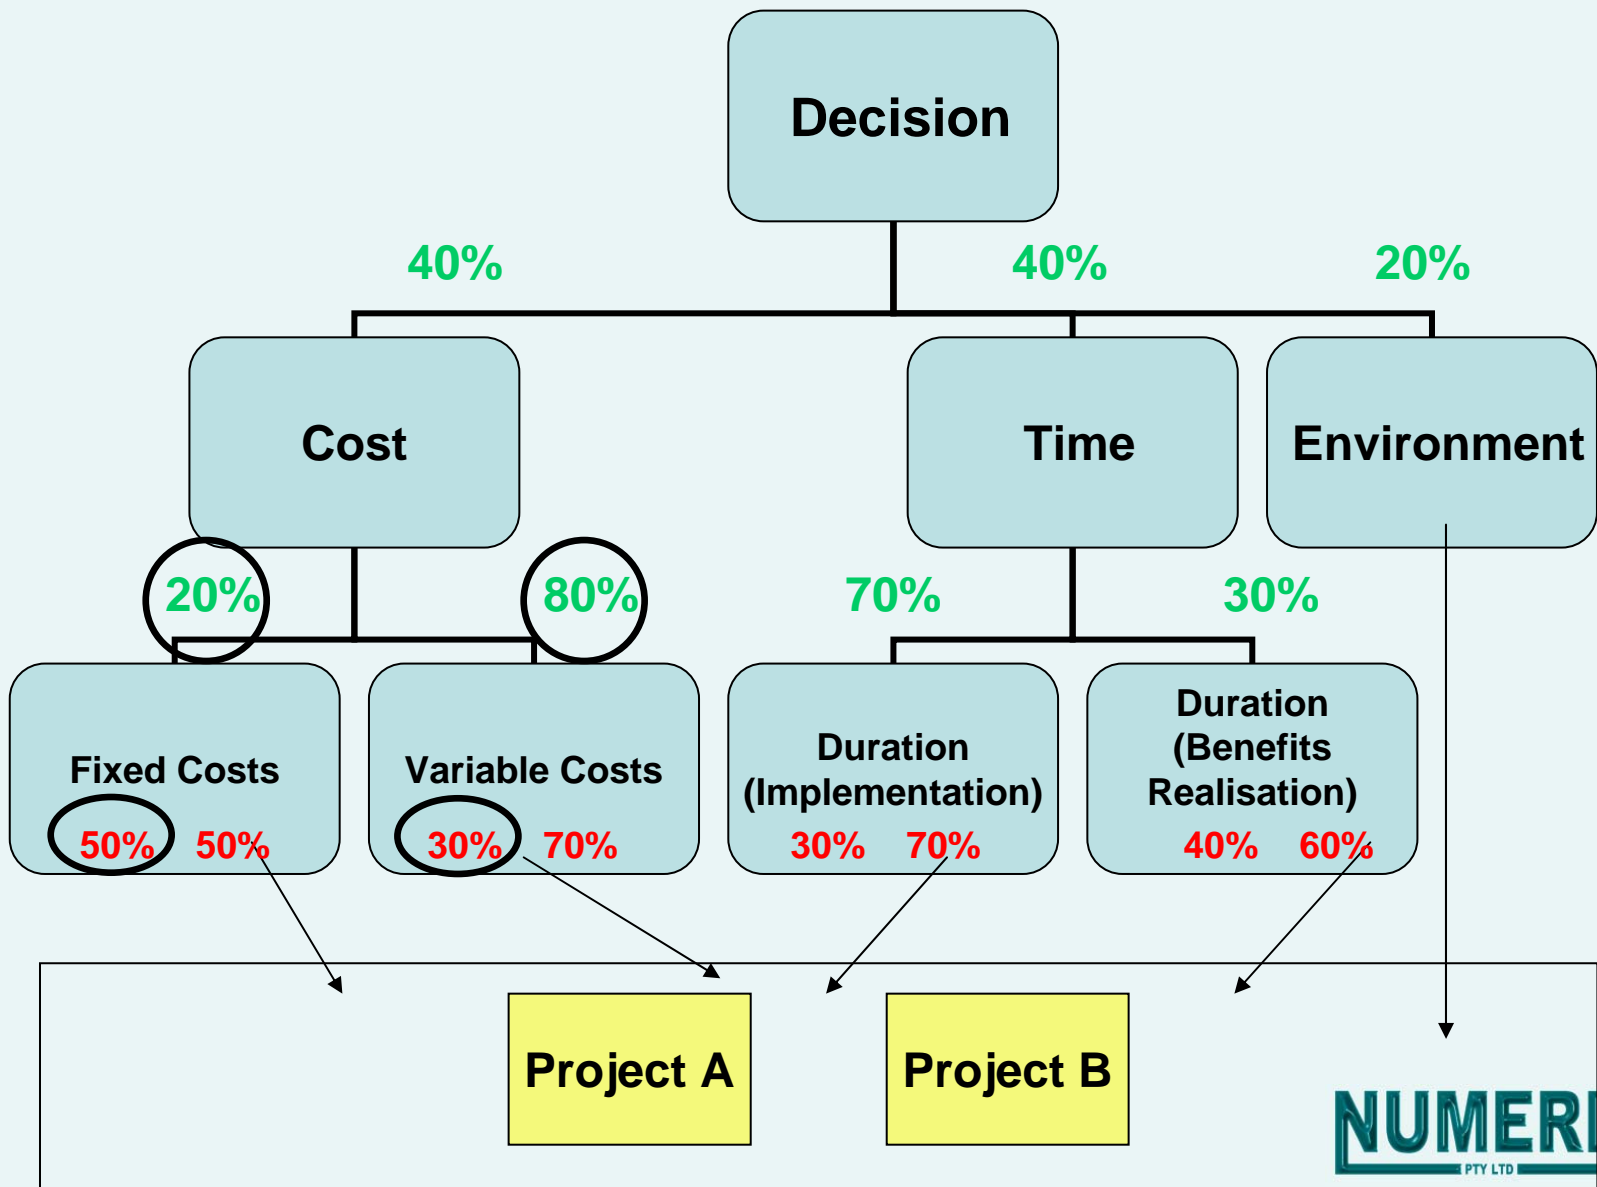 Decision
40% 40% 20%
Cost Time Environment
20% 80% 70% 30%
Fixed Costs
50% 50%
Variable Costs
30% 70%
Duration
(Implementation)
30% 70%
Duration
(Benefits
Realisation)
40% 60%
Project A Project B
PTY LTD